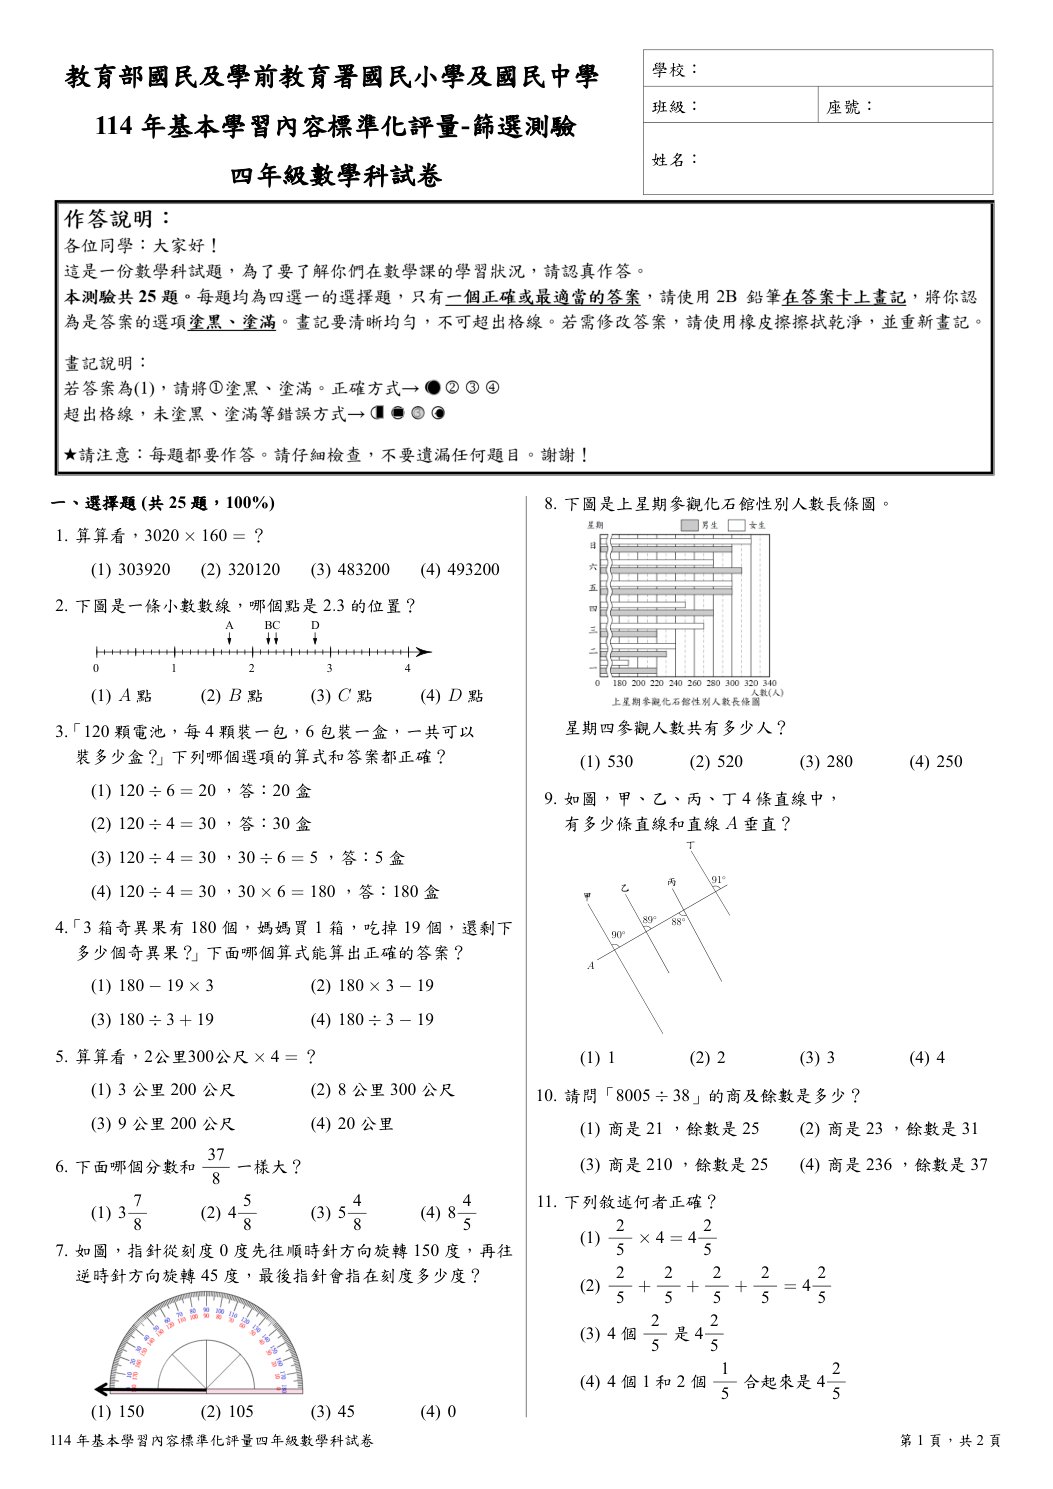 教育部國民及學前教育署國民小學及國民中學
114 年基本學習內容標準化評量-篩選測驗
四年級數學科試卷
學校：
班級：
座號：
姓名：
作答說明：
各位同學：大家好！
這是一份數學科試題，為了要了解你們在數學課的學習狀況，請認真作答。
本測驗共 25 題。每題均為四選一的選擇題，只有一個正確或最適當的答案，請使用 2B 鉛筆在答案卡上畫記，將你認
為是答案的選項塗黑、塗滿。畫記要清晰均勻，不可超出格線。若需修改答案，請使用橡皮擦擦拭乾淨，並重新畫記。
畫記說明：
若答案為(1)，請將①塗黑、塗滿。正確方式→ ● ② ③ ④
超出格線，未塗黑、塗滿等錯誤方式→
★請注意：每題都要作答。請仔細檢查，不要遺漏任何題目。謝謝！
一、選擇題 (共 25 題，100%)
1. 算算看，3020 × 160 = ？
(1) 303920 (2) 320120 (3) 483200 (4) 493200
2. 下圖是一條小數數線，哪個點是 2.3 的位置？
A B C D
0 1 2 3 4
(1) A 點 (2) B 點 (3) C 點 (4) D 點
3.「120 顆電池，每 4 顆裝一包，6 包裝一盒，一共可以
裝多少盒？」下列哪個選項的算式和答案都正確？
(1) 120 ÷ 6 = 20 ，答：20 盒
(2) 120 ÷ 4 = 30 ，答：30 盒
(3) 120 ÷ 4 = 30 ，30 ÷ 6 = 5 ，答：5 盒
(4) 120 ÷ 4 = 30 ，30 × 6 = 180 ，答：180 盒
4.「3 箱奇異果有 180 個，媽媽買 1 箱，吃掉 19 個，還剩下
多少個奇異果？」下面哪個算式能算出正確的答案？
(1) 180 − 19 × 3 (2) 180 × 3 − 19
(3) 180 ÷ 3 + 19 (4) 180 ÷ 3 − 19
5. 算算看，2公里300公尺 × 4 = ？
(1) 3 公里 200 公尺 (2) 8 公里 300 公尺
(3) 9 公里 200 公尺 (4) 20 公里
6. 下面哪個分數和 37/8 一樣大？
(1) 3 7/8 (2) 4 5/8 (3) 5 4/8 (4) 8 4/5
7. 如圖，指針從刻度 0 度先往順時針方向旋轉 150 度，再往
逆時針方向旋轉 45 度，最後指針會指在刻度多少度？
(1) 150 (2) 105 (3) 45 (4) 0
8. 下圖是上星期參觀化石館性別人數長條圖。
星期 男生 女生
日
六
五
四
三
二
一
0 180 200 220 240 260 280 300 320 340
人數(人)
上星期參觀化石館性別人數長條圖
星期四參觀人數共有多少人？
(1) 530 (2) 520 (3) 280 (4) 250
9. 如圖，甲、乙、丙、丁 4 條直線中，
有多少條直線和直線 A 垂直？
丁
91°
丙
乙
甲
89°
88°
90°
A
(1) 1 (2) 2 (3) 3 (4) 4
10. 請問「8005 ÷ 38」的商及餘數是多少？
(1) 商是 21 ，餘數是 25 (2) 商是 23 ，餘數是 31
(3) 商是 210 ，餘數是 25 (4) 商是 236 ，餘數是 37
11. 下列敘述何者正確？
(1) 2/5 × 4 = 4 2/5
(2) 2/5 + 2/5 + 2/5 + 2/5 = 4 2/5
(3) 4 個 2/5 是 4 2/5
(4) 4 個 1 和 2 個 1/5 合起來是 4 2/5
114 年基本學習內容標準化評量四年級數學科試卷
第 1 頁，共 2 頁